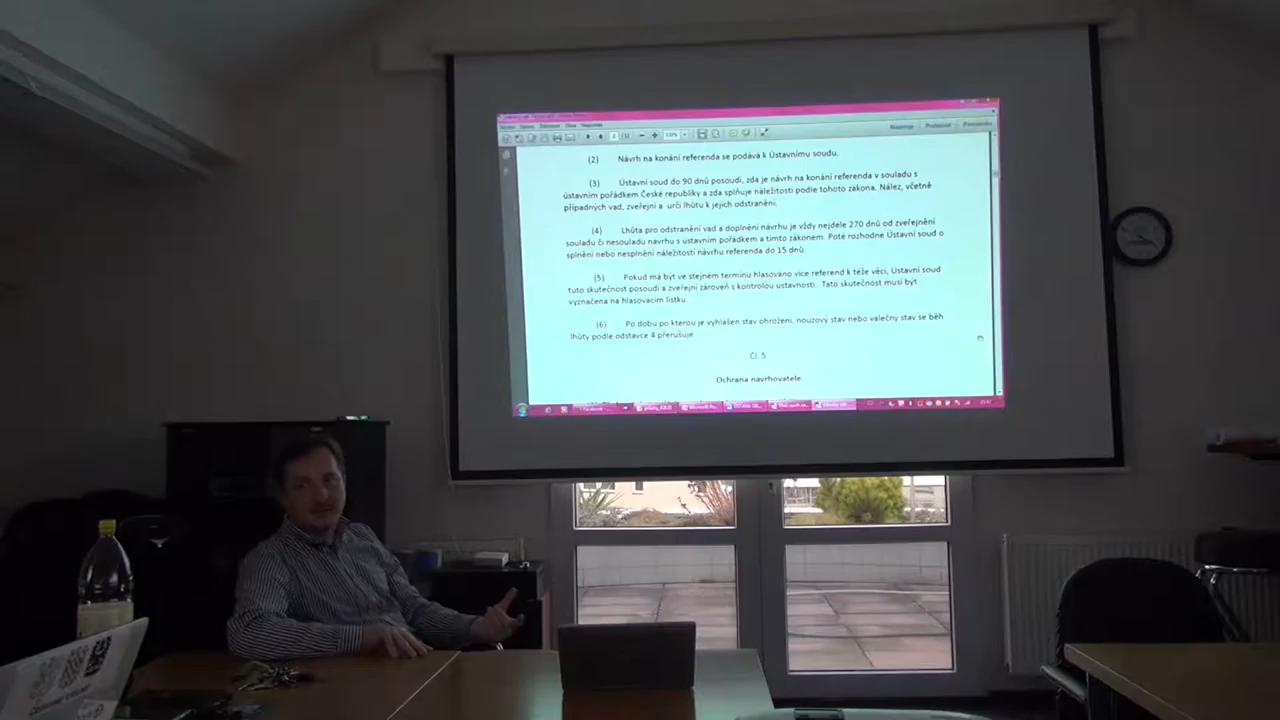 (2) Návrh na konání referenda se podává k Ústavnímu soudu.
(3) Ústavní soud do 90 dnů posoudí, zda je návrh na konání referenda v souladu s
ústavním pořádkem České republiky a zda splňuje náležitosti podle tohoto zákona. Nález, včetně
případných vad, zveřejní a určí lhůtu k jejich odstranění.
(4) Lhůta pro odstranění vad a doplnění návrhu je vždy nejdéle 270 dnů od zveřejnění
souladu či nesouladu návrhu s ústavním pořádkem a tímto zákonem. Poté rozhodne Ústavní soud o
splnění nebo nesplnění náležitosti návrhu referenda do 15 dnů.
(5) Pokud má být ve stejném termínu hlasováno více referend k téže věci, Ústavní soud
tuto skutečnost posoudí a zveřejní zároveň s kontrolou ústavnosti. Tato skutečnost musí být
vyznačena na hlasovacím lístku.
(6) Po dobu po kterou je vyhlášen stav ohrožení, nouzový stav nebo válečný stav se běh
lhůty podle odstavce 4 přerušuje
Čl. 5
Ochrana navrhovatele